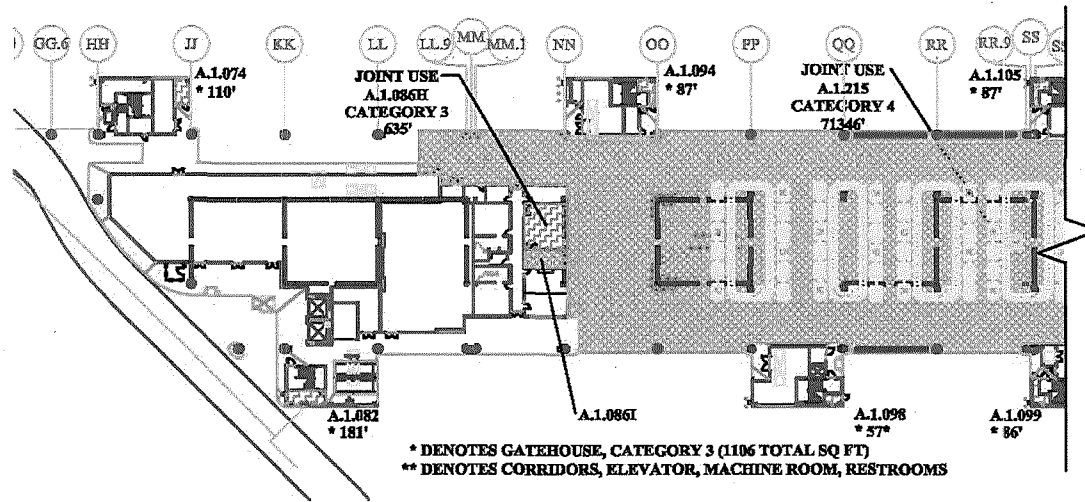 GG.6 HH JJ KK LL LL.9 MM MM.1 NN OO PP QQ RR RR.9 SS
A.1.074
* 110'
JOINT USE
A.1.086H
CATEGORY 3
635'
A.1.094
* 87'
JOINT USE
A.1.215
CATEGORY 4
71346'
A.1.105
* 87'
A.1.082
* 181'
A.1.086I
A.1.098
* 57*
A.1.099
* 86'
* DENOTES GATEHOUSE, CATEGORY 3 (1106 TOTAL SQ FT)
** DENOTES CORRIDORS, ELEVATOR, MACHINE ROOM, RESTROOMS